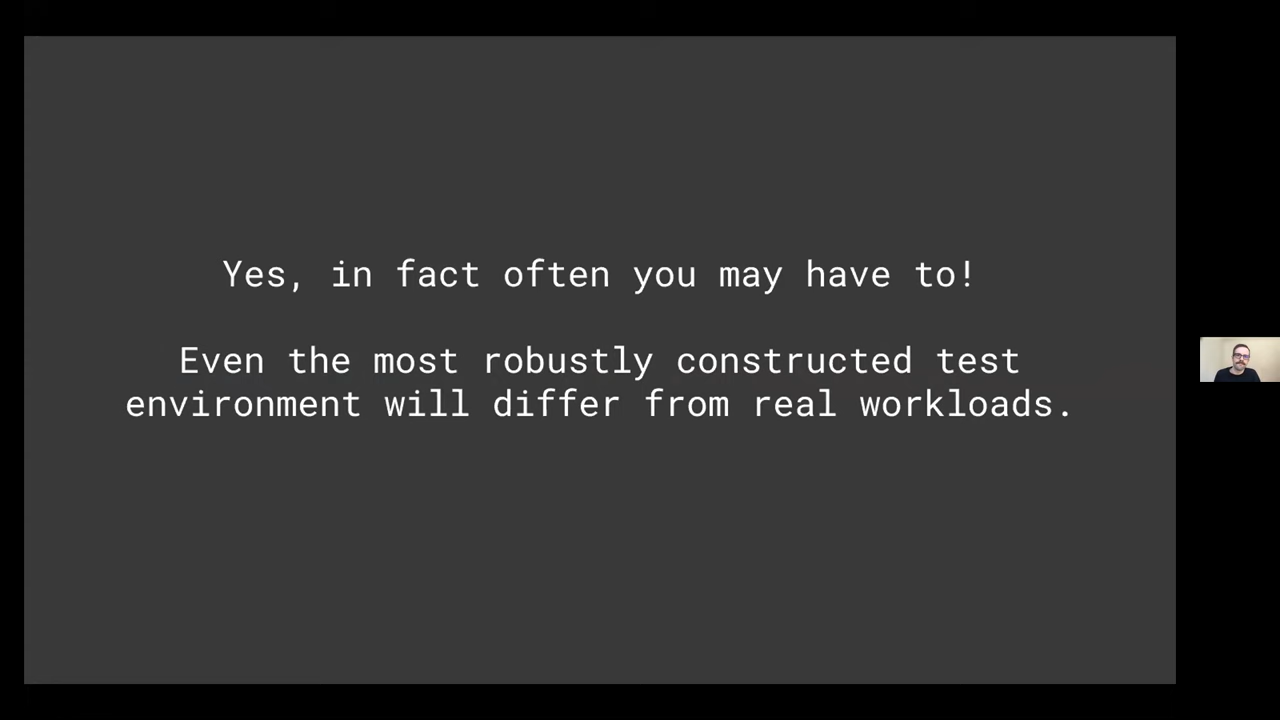 Yes, in fact often you may have to!
Even the most robustly constructed test
environment will differ from real workloads.